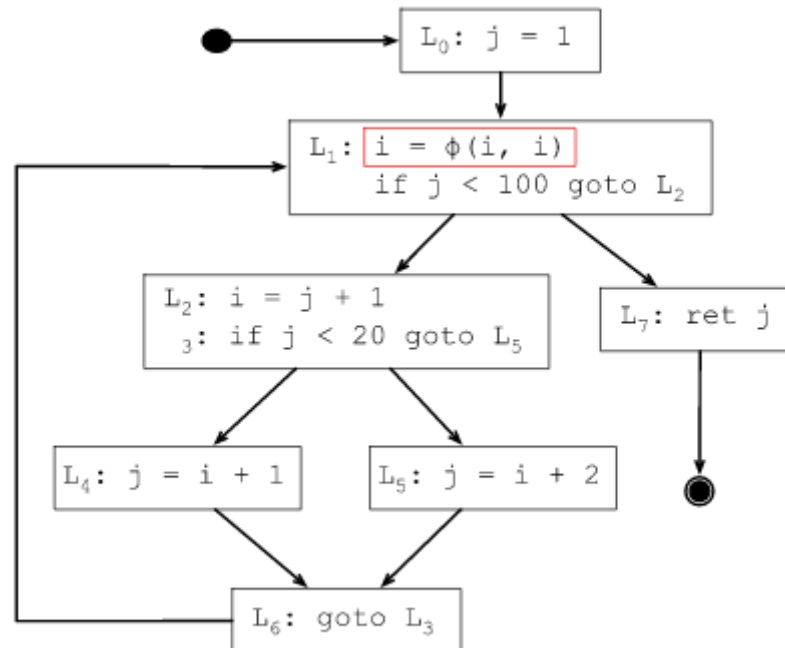 L₀: j = 1
L₁: i = ϕ(i, i)
if j < 100 goto L₂
L₂: i = j + 1
₃: if j < 20 goto L₅
L₇: ret j
L₄: j = i + 1
L₅: j = i + 2
L₆: goto L₃